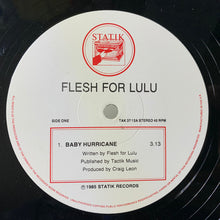 STATIK
FLESH FOR LULU
SIDE ONE
TAK 37 12A STEREO 45 RPM
1. BABY HURRICANE 3.13
Written by Flesh for Lulu
Published by Tactik Music
Produced by Craig Leon
℗ 1985 STATIK RECORDS